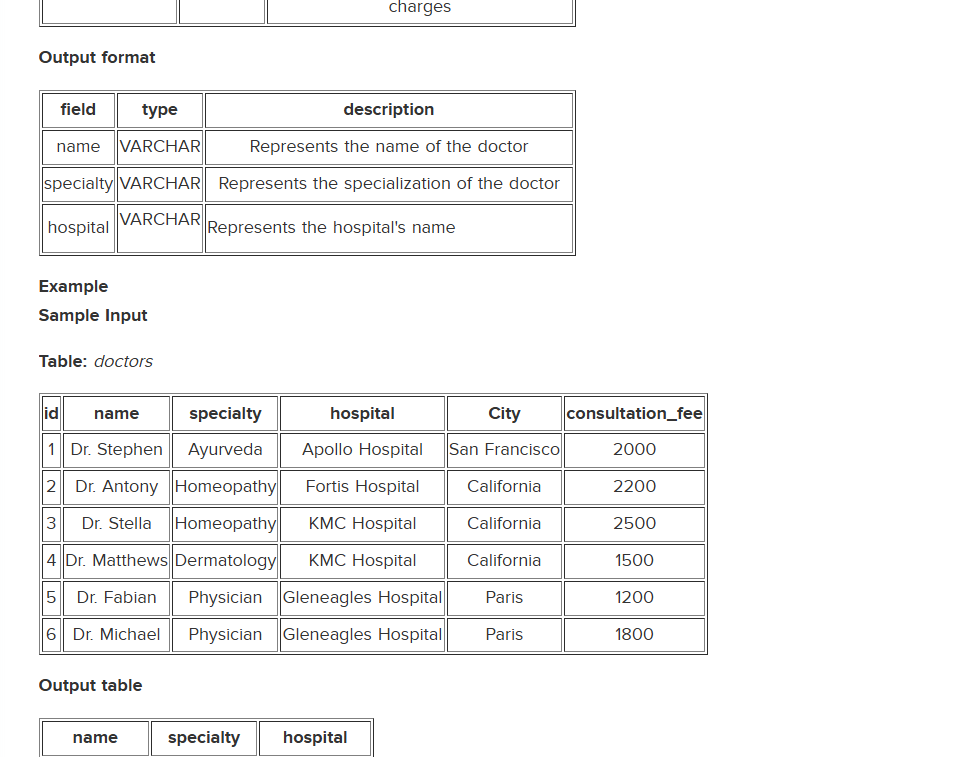 charges
Output format
field type description
name VARCHAR Represents the name of the doctor
specialty VARCHAR Represents the specialization of the doctor
hospital VARCHAR Represents the hospital's name
Example
Sample Input
Table: doctors
id name specialty hospital City consultation_fee
1 Dr. Stephen Ayurveda Apollo Hospital San Francisco 2000
2 Dr. Antony Homeopathy Fortis Hospital California 2200
3 Dr. Stella Homeopathy KMC Hospital California 2500
4 Dr. Matthews Dermatology KMC Hospital California 1500
5 Dr. Fabian Physician Gleneagles Hospital Paris 1200
6 Dr. Michael Physician Gleneagles Hospital Paris 1800
Output table
name specialty hospital